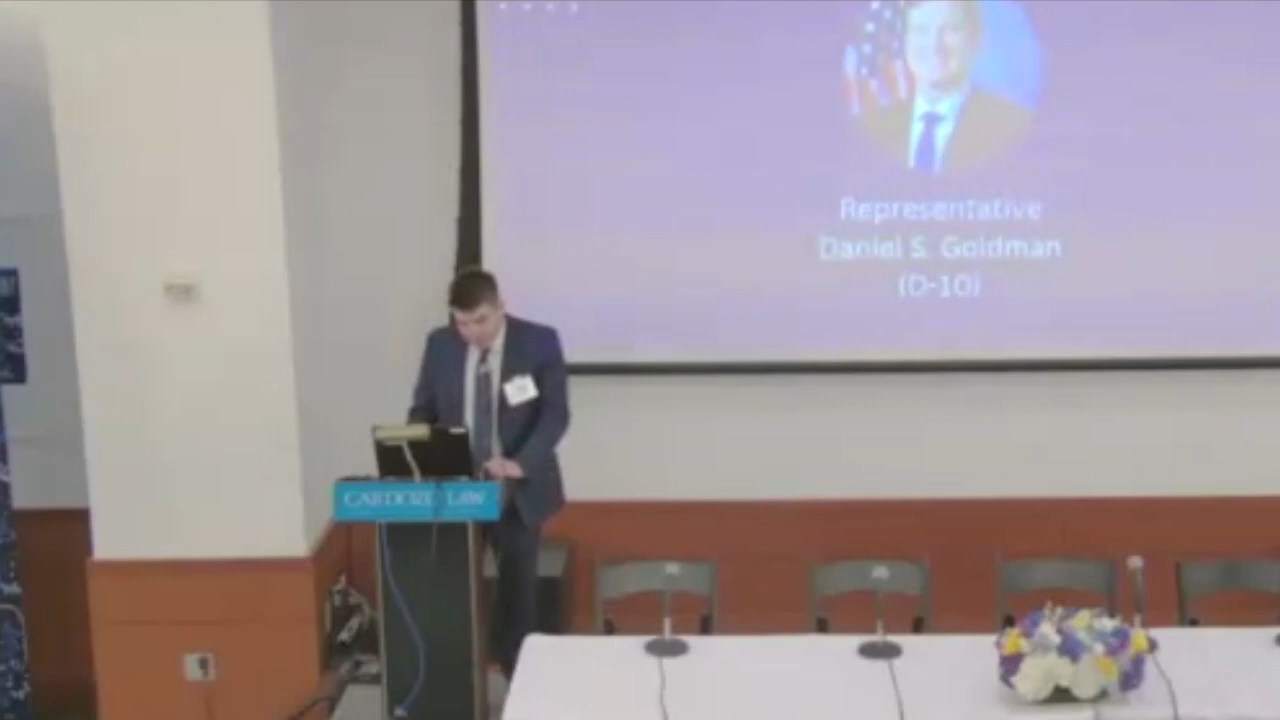 Representative
Daniel S. Goldman
(D-10)
CARDOZO LAW